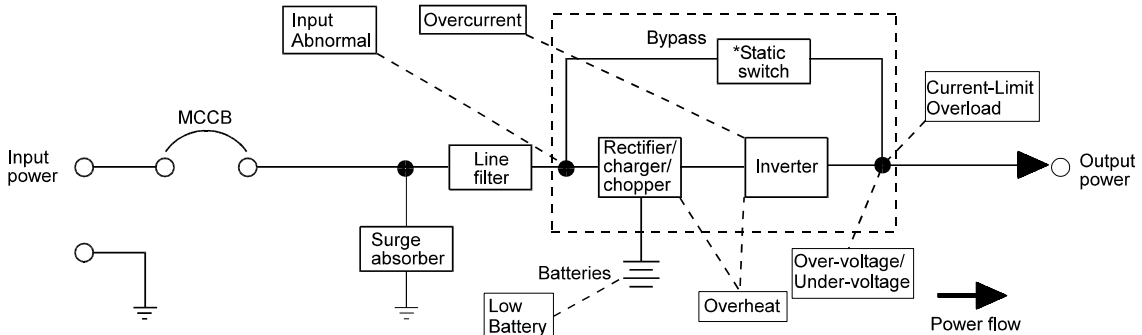 Input
Abnormal
Overcurrent
Bypass
*Static
switch
Current-Limit
Overload
MCCB
Input
power
Line
filter
Rectifier/
charger/
chopper
Inverter
Output
power
Surge
absorber
Batteries
Low
Battery
Overheat
Over-voltage/
Under-voltage
Power flow